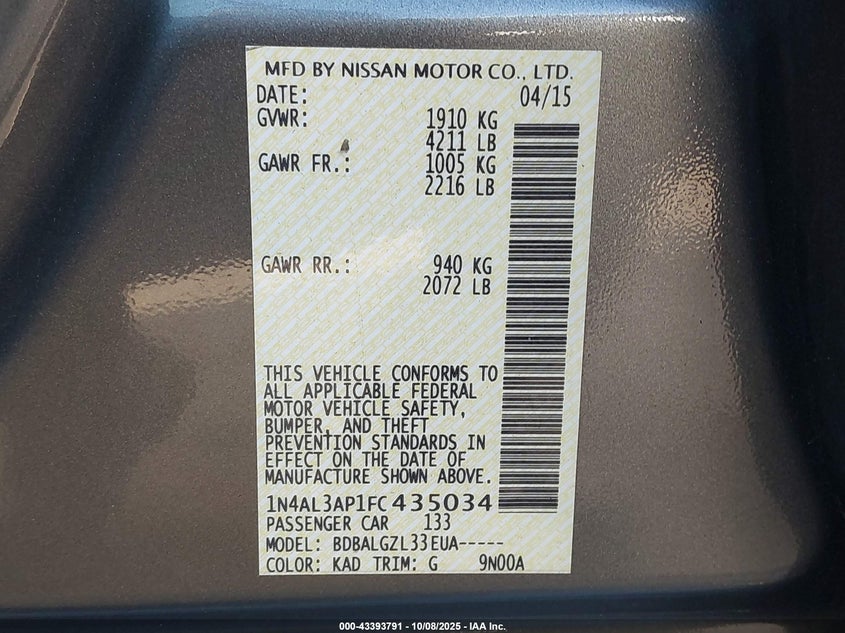 MFD BY NISSAN MOTOR CO., LTD.
DATE: 04/15
GVWR: 1910 KG
4211 LB
GAWR FR.: 1005 KG
2216 LB
GAWR RR.: 940 KG
2072 LB
THIS VEHICLE CONFORMS TO
ALL APPLICABLE FEDERAL
MOTOR VEHICLE SAFETY,
BUMPER, AND THEFT
PREVENTION STANDARDS IN
EFFECT ON THE DATE OF
MANUFACTURE SHOWN ABOVE.
1N4AL3AP1FC435034
PASSENGER CAR 133
MODEL: BDBALGZL33EUA-----
COLOR: KAD TRIM: G 9N00A
000-43393791 - 10/08/2025 - IAA Inc.